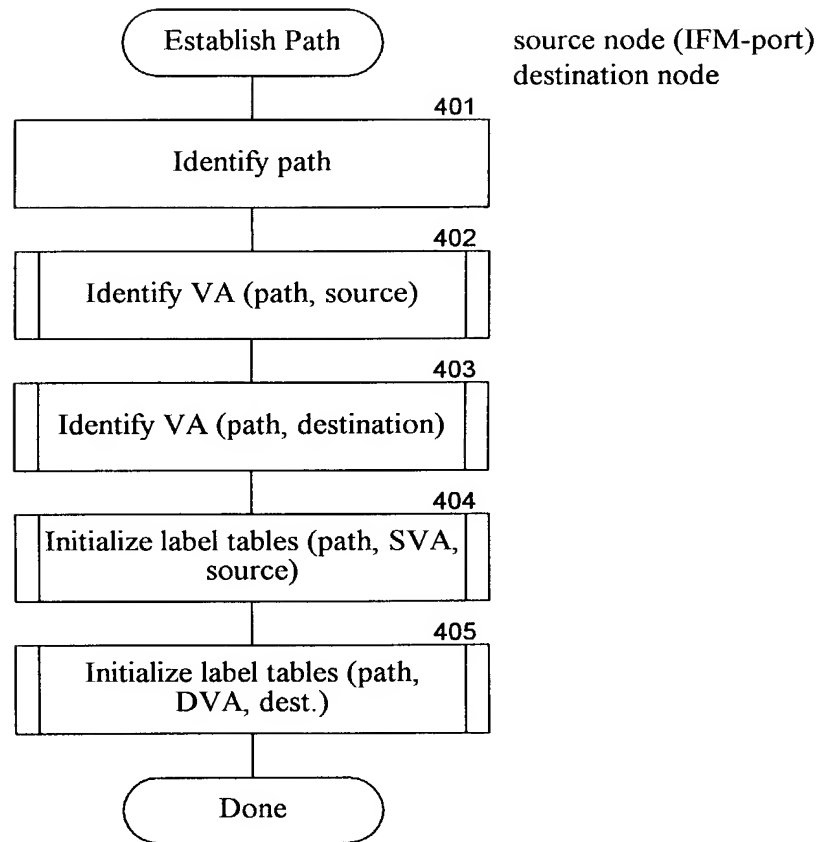 Establish Path
source node (IFM-port)
destination node
401
Identify path
402
Identify VA (path, source)
403
Identify VA (path, destination)
404
Initialize label tables (path, SVA,
source)
405
Initialize label tables (path,
DVA, dest.)
Done